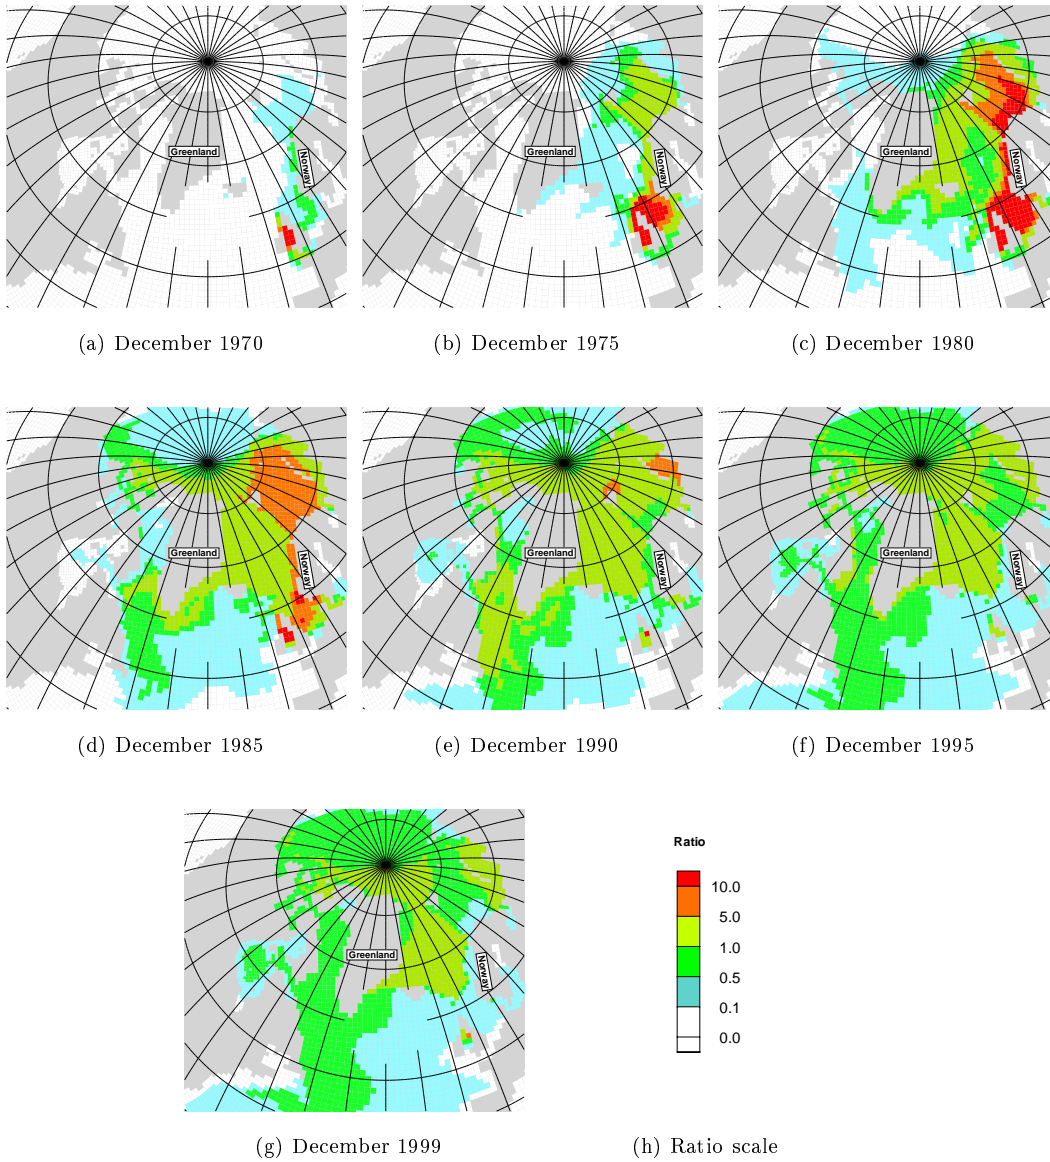 Greenland
Norway
Greenland
Norway
Greenland
Norway
(a) December 1970
(b) December 1975
(c) December 1980
Greenland
Norway
Greenland
Norway
Greenland
Norway
(d) December 1985
(e) December 1990
(f) December 1995
Greenland
Norway
Ratio
10.0
5.0
1.0
0.5
0.1
0.0
(g) December 1999
(h) Ratio scale